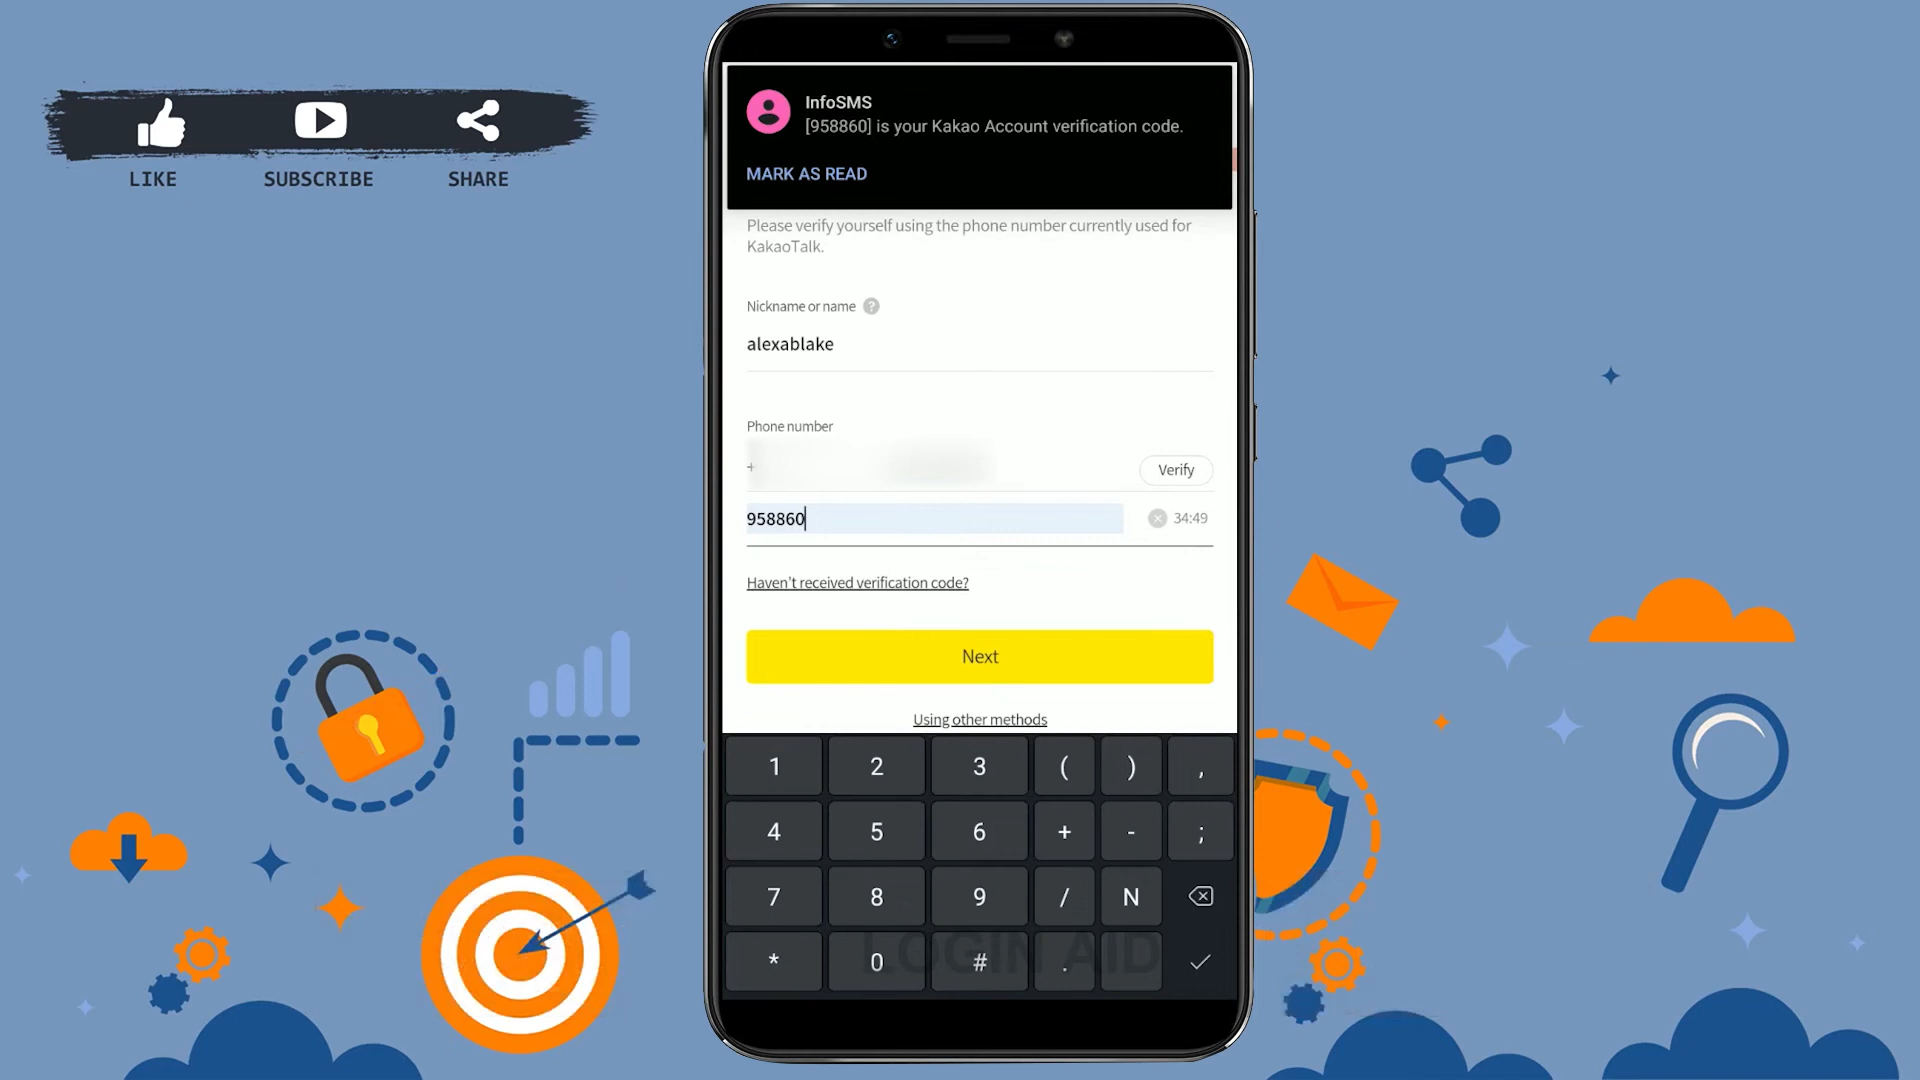 LIKE
SUBSCRIBE
SHARE
InfoSMS
[958860] is your Kakao Account verification code.
MARK AS READ
Please verify yourself using the phone number currently used for
KakaoTalk.
Nickname or name ?
alexablake
Phone number
+
Verify
958860
34:49
Haven't received verification code?
Next
Using other methods
1 2 3 ( ) ,
4 5 6 + - ;
7 8 9 / N
* 0 # .
LOGIN AID